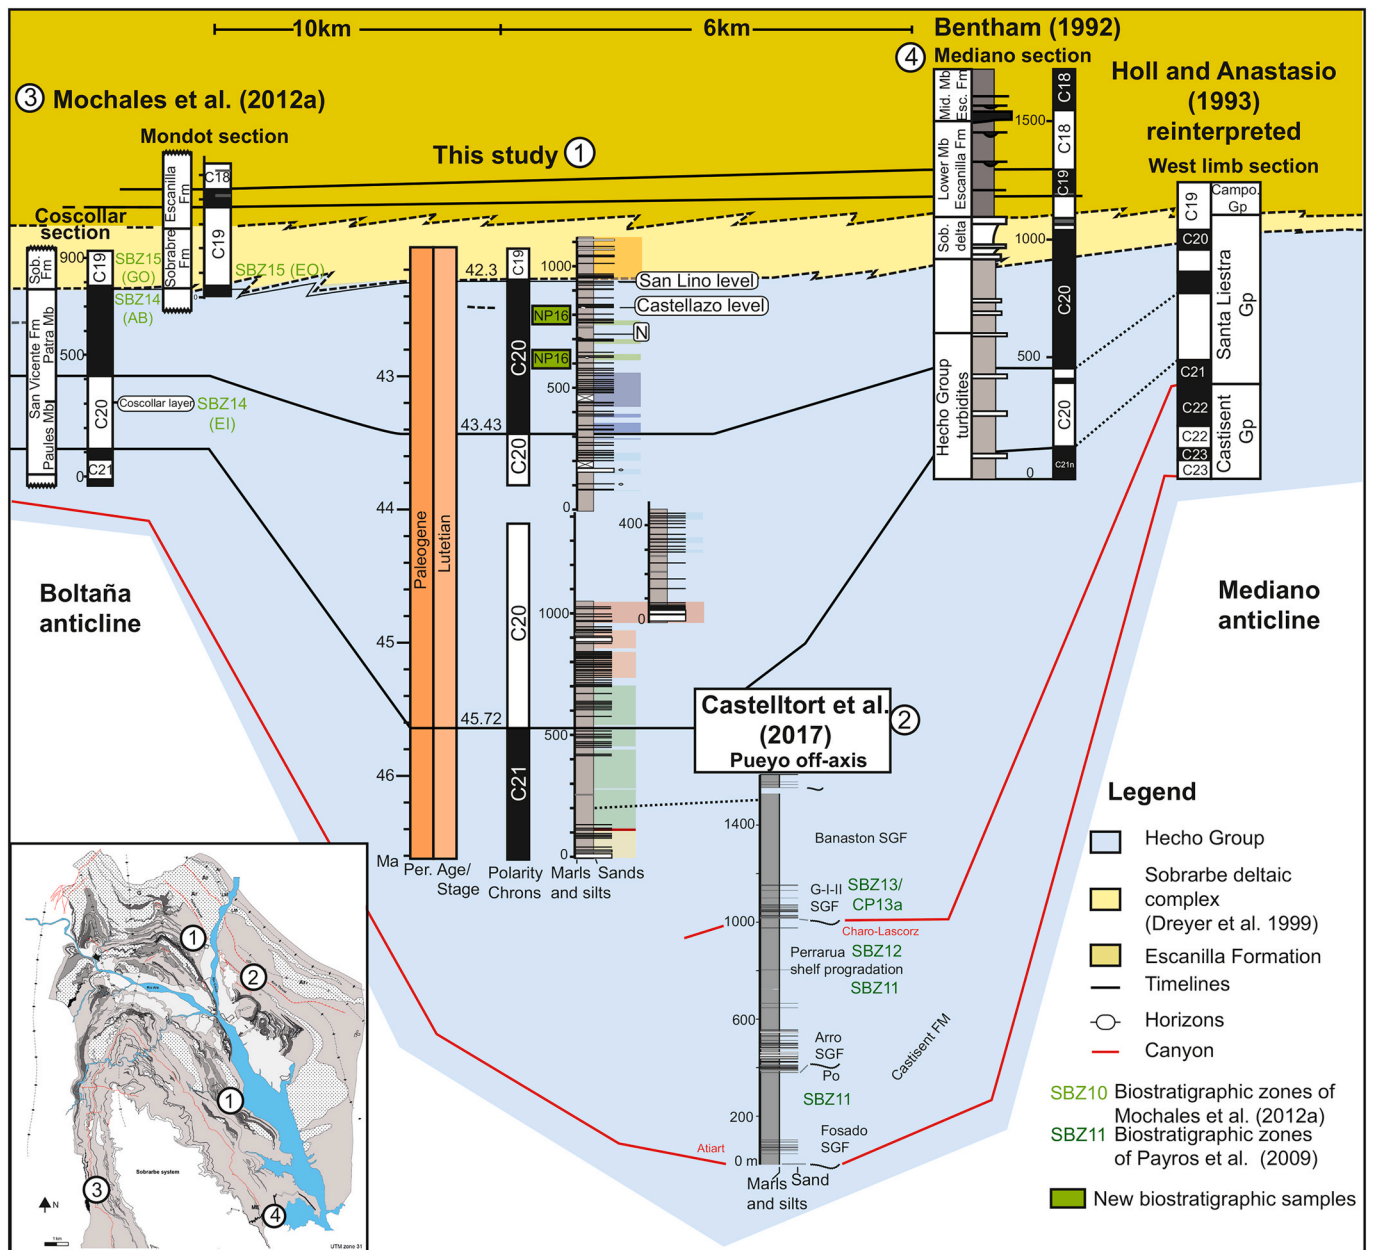 10km
6km
Bentham (1992)
4
Mediano section
Holl and Anastasio
(1993)
reinterpreted
West limb section
3
Mochales et al. (2012a)
Mondot section
This study
1
Coscollar
section
Escanilla
Fm
Sobrarbre
Fm
C18
C19
0
SBZ15 (EO)
Sob.
Fm
San Vicente Fm
Patra Mb
Paules Mb
900
500
0
C19
C20
C21
SBZ15
(GO)
SBZ14
(AB)
Coscollar layer
SBZ14
(EI)
Boltaña
anticline
42.3
43
43.43
44
45
45.72
46
Ma
Paleogene
Lutetian
Per.
Age/
Stage
C19
C20
C20
C20
C21
Polarity
Chrons
NP16
NP16
1000
500
0
1000
500
0
Marls
and silts
Sands
400
0
San Lino level
Castellazo level
N
Mid. Mb
Esc. Fm
Lower Mb
Escanilla Fm
Sob.
delta
Hecho Group
turbidites
1500
1000
500
0
C18
C18
C19
C20
C20
C21n
C19
C20
C21
C22
C22
C23
C23
Campo.
Gp
Santa Liestra
Gp
Castisent
Gp
Mediano
anticline
Castelltort et al.
(2017)
Pueyo off-axis
2
1400
1000
600
200
0 m
Banaston SGF
G-I-II
SGF
SBZ13/
CP13a
Charo-Lascorz
Perrarua
shelf progradation
SBZ12
SBZ11
Arro
SGF
Po
SBZ11
Castisent FM
Fosado
SGF
Atiart
Marls
and silts
Sand
Legend
Hecho Group
Sobrarbe deltaic
complex
(Dreyer et al. 1999)
Escanilla Formation
Timelines
Horizons
Canyon
SBZ10 Biostratigraphic zones of
Mochales et al. (2012a)
SBZ11 Biostratigraphic zones
of Payros et al. (2009)
New biostratigraphic samples
1
2
1
3
4
Sobrarbe system
N
1 km
UTM zone 31